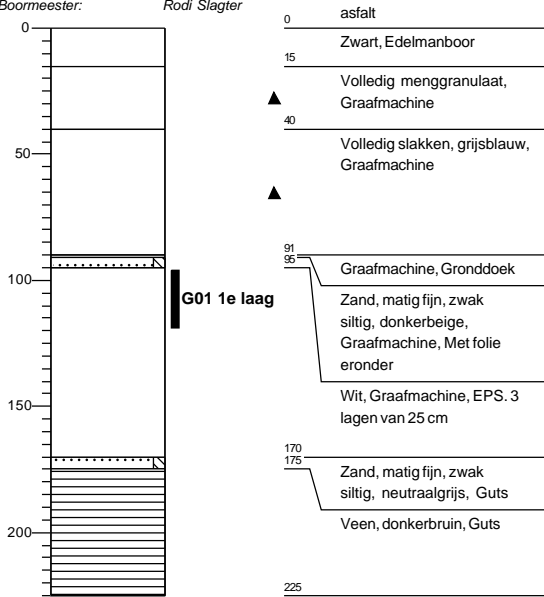 Boormeester: Rodi Slagter
0
50
100
150
200
G01 1e laag
0
asfalt
Zwart, Edelmanboor
15
Volledig menggranulaat,
Graafmachine
40
Volledig slakken, grijsblauw,
Graafmachine
91
95
Graafmachine, Gronddoek
Zand, matig fijn, zwak
siltig, donkerbeige,
Graafmachine, Met folie
eronder
Wit, Graafmachine, EPS. 3
lagen van 25 cm
170
175
Zand, matig fijn, zwak
siltig, neutraalgrijs, Guts
Veen, donkerbruin, Guts
225